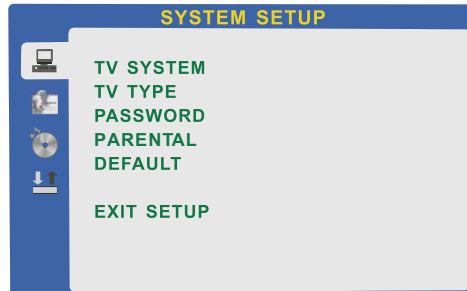 SYSTEM SETUP
TV SYSTEM
TV TYPE
PASSWORD
PARENTAL
DEFAULT
EXIT SETUP